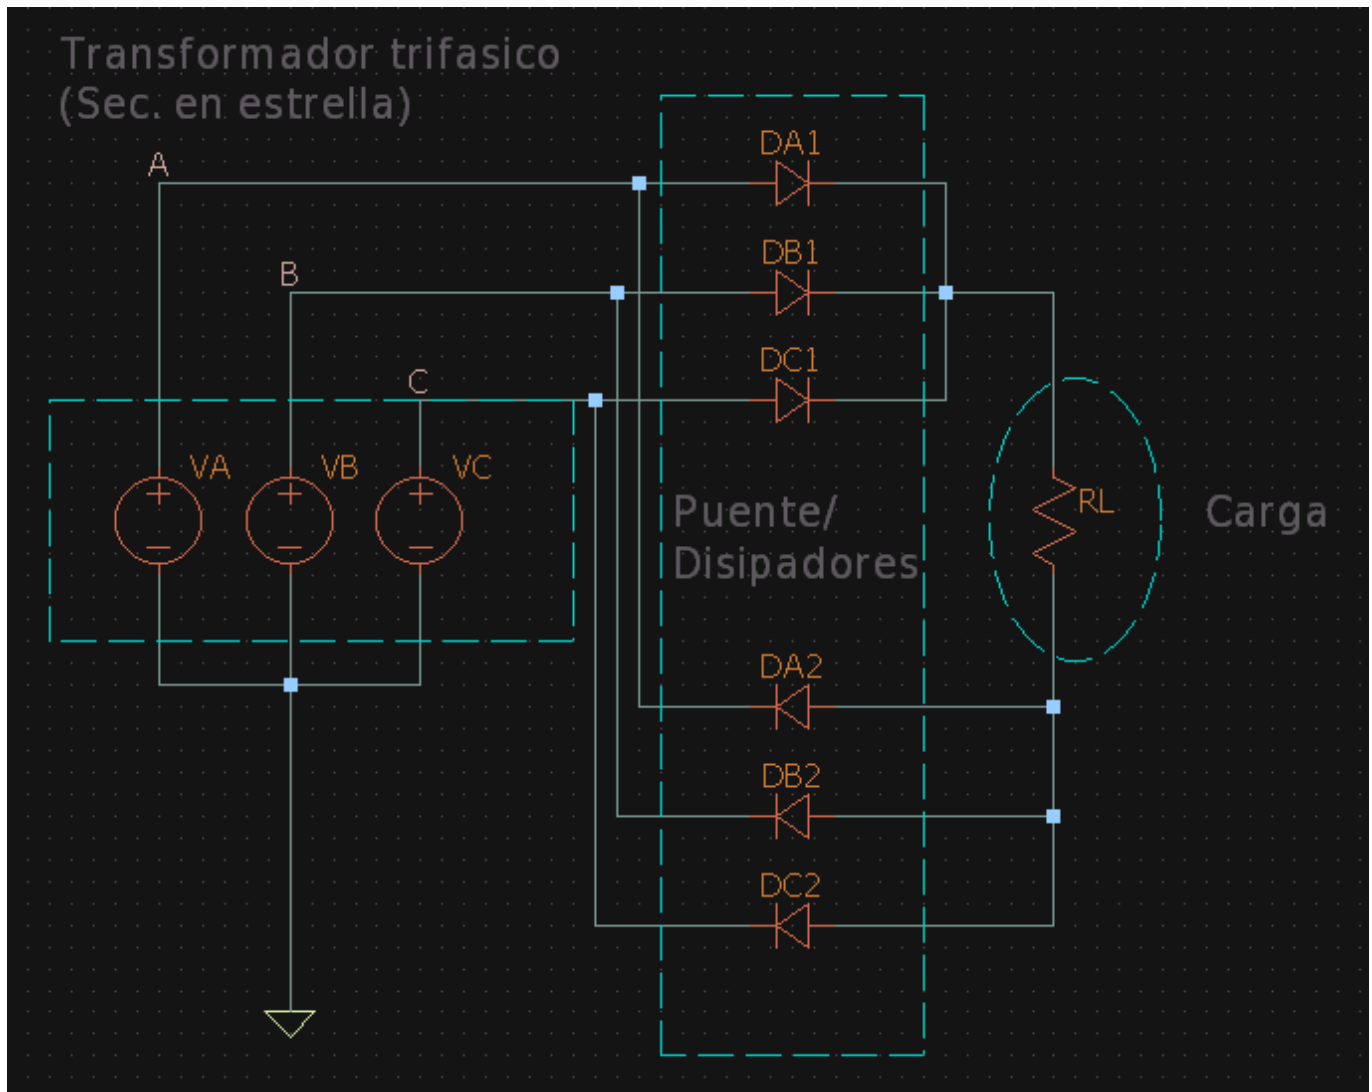 Transformador trifasico
(Sec. en estrella)
DA1
A
DB1
B
DC1
C
VA
VB
VC
Puente/
Disipadores
RL
Carga
DA2
DB2
DC2